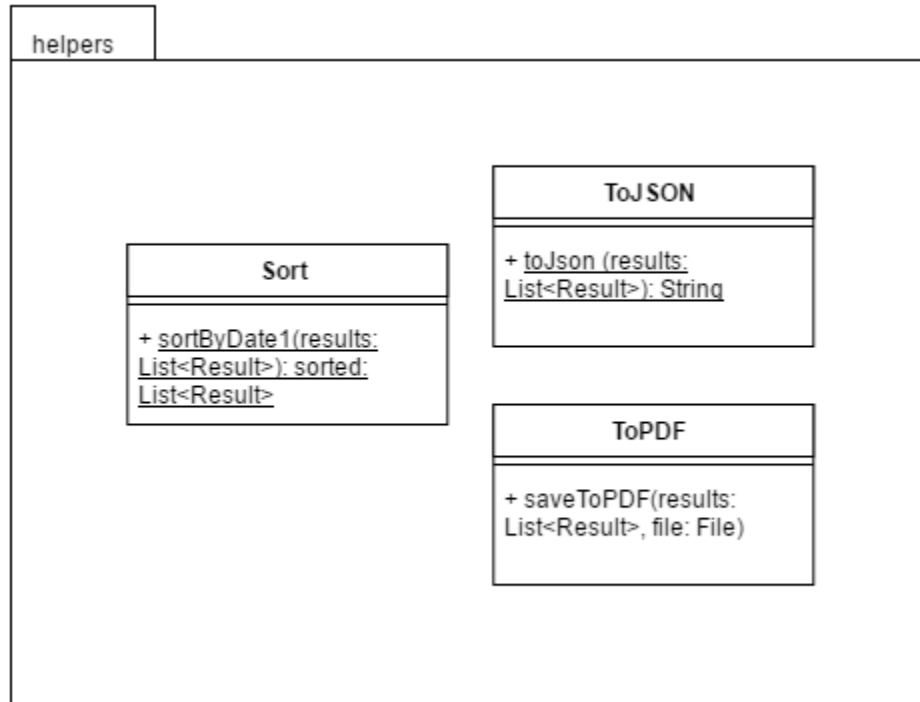 helpers
Sort
+ sortByDate1(results:
List<Result>): sorted:
List<Result>
ToJSON
+ toJson (results:
List<Result>): String
ToPDF
+ saveToPDF(results:
List<Result>, file: File)